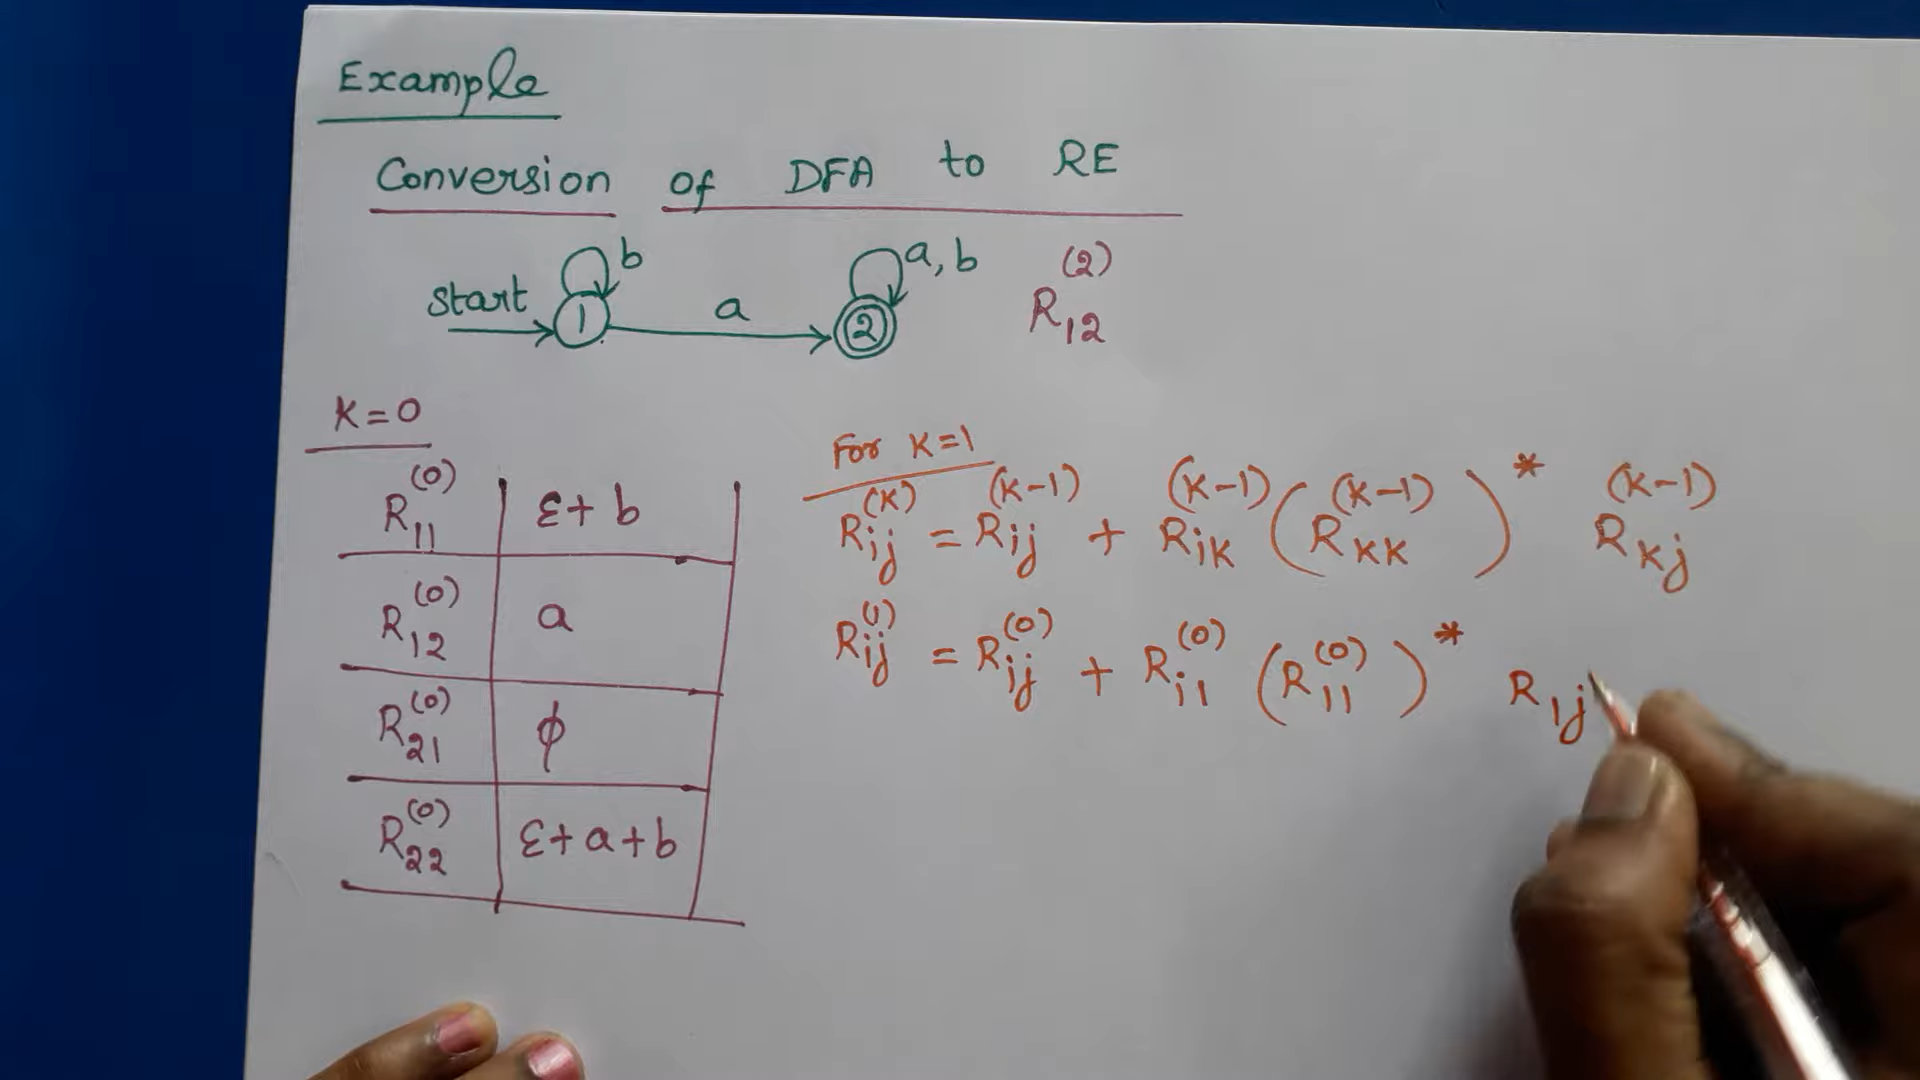 Example
Conversion of DFA to RE
Start 1 b a 2 a, b R12(2)
K=0
R11(0) ε+ b
R12(0) a
R21(0) ϕ
R22(0) ε+ a + b
For K=1
Rij(K) = Rij(K-1) + RiK(K-1) (RKK(K-1))* RKj(K-1)
Rij(1) = Rij(0) + Ri1(0) (R11(0))* R1j